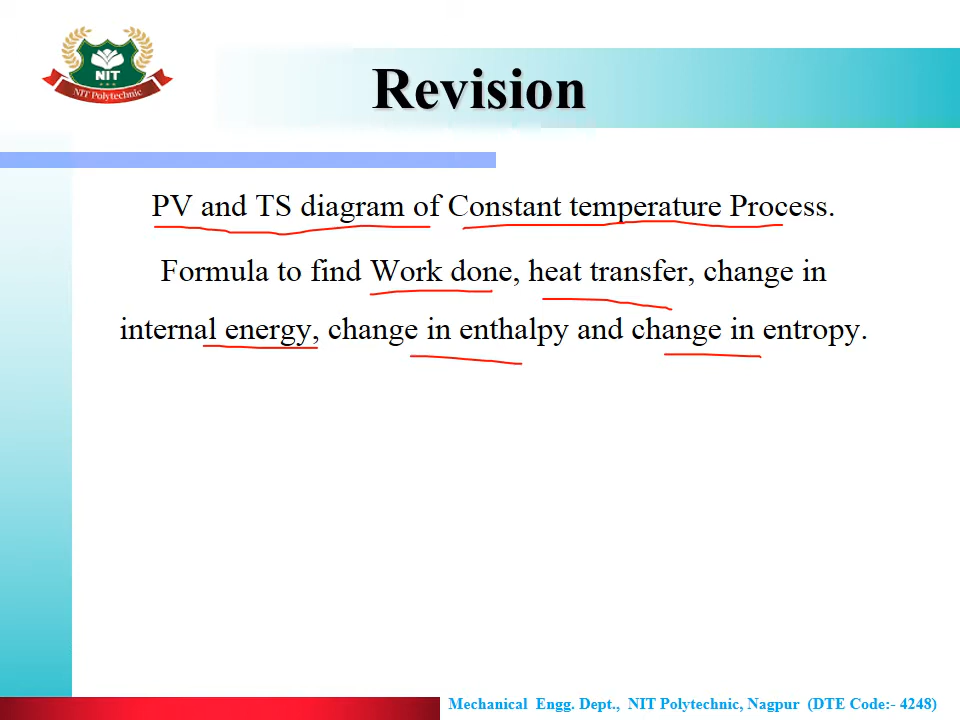 NIT
NIT Polytechnic
Revision
PV and TS diagram of Constant temperature Process.
Formula to find Work done, heat transfer, change in
internal energy, change in enthalpy and change in entropy.
Mechanical Engg. Dept., NIT Polytechnic, Nagpur (DTE Code:- 4248)